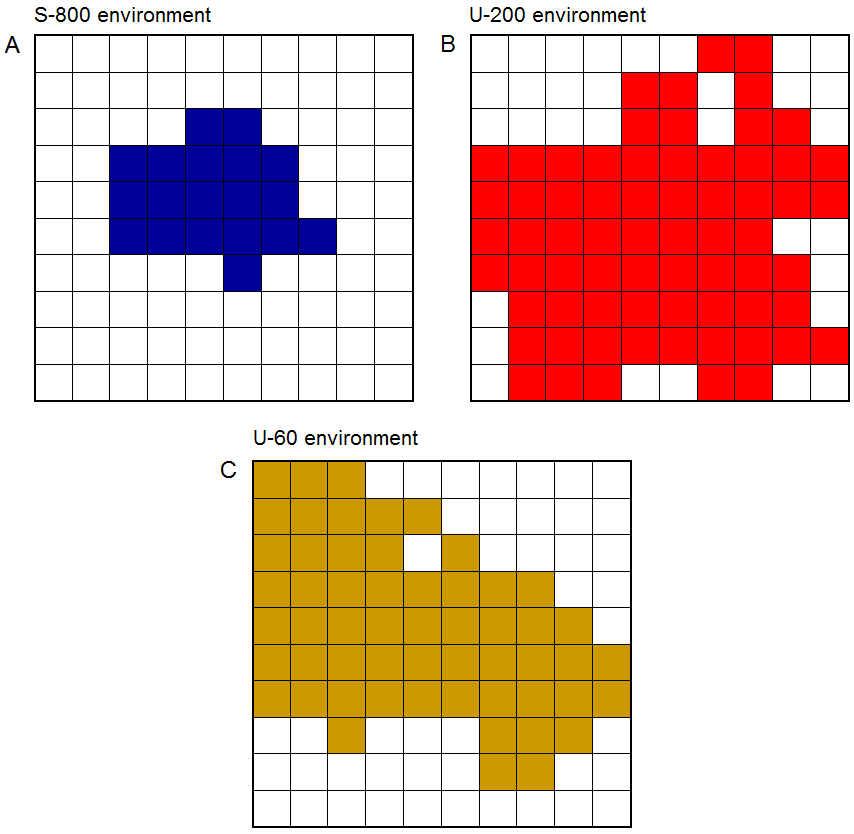 S-800 environment
A
U-200 environment
B
U-60 environment
C